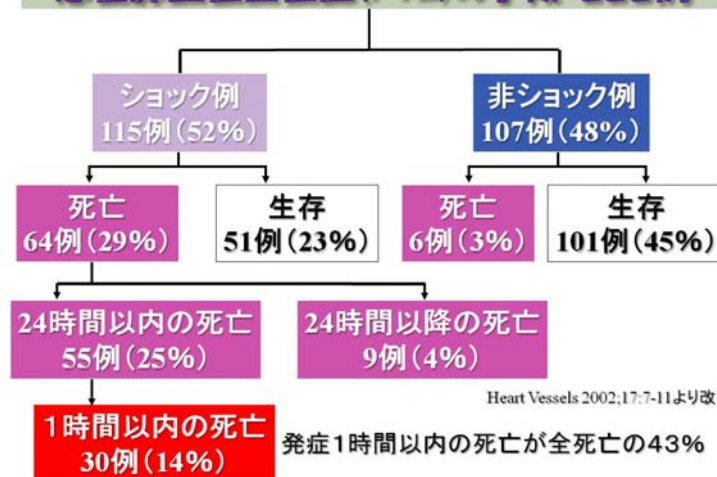 ショック例
115例(52%)
非ショック例
107例(48%)
死亡
64例(29%)
生存
51例(23%)
死亡
6例(3%)
生存
101例(45%)
24時間以内の死亡
55例(25%)
24時間以降の死亡
9例(4%)
Heart Vessels 2002;17:7-11より改
1時間以内の死亡
30例(14%)
発症1時間以内の死亡が全死亡の43%